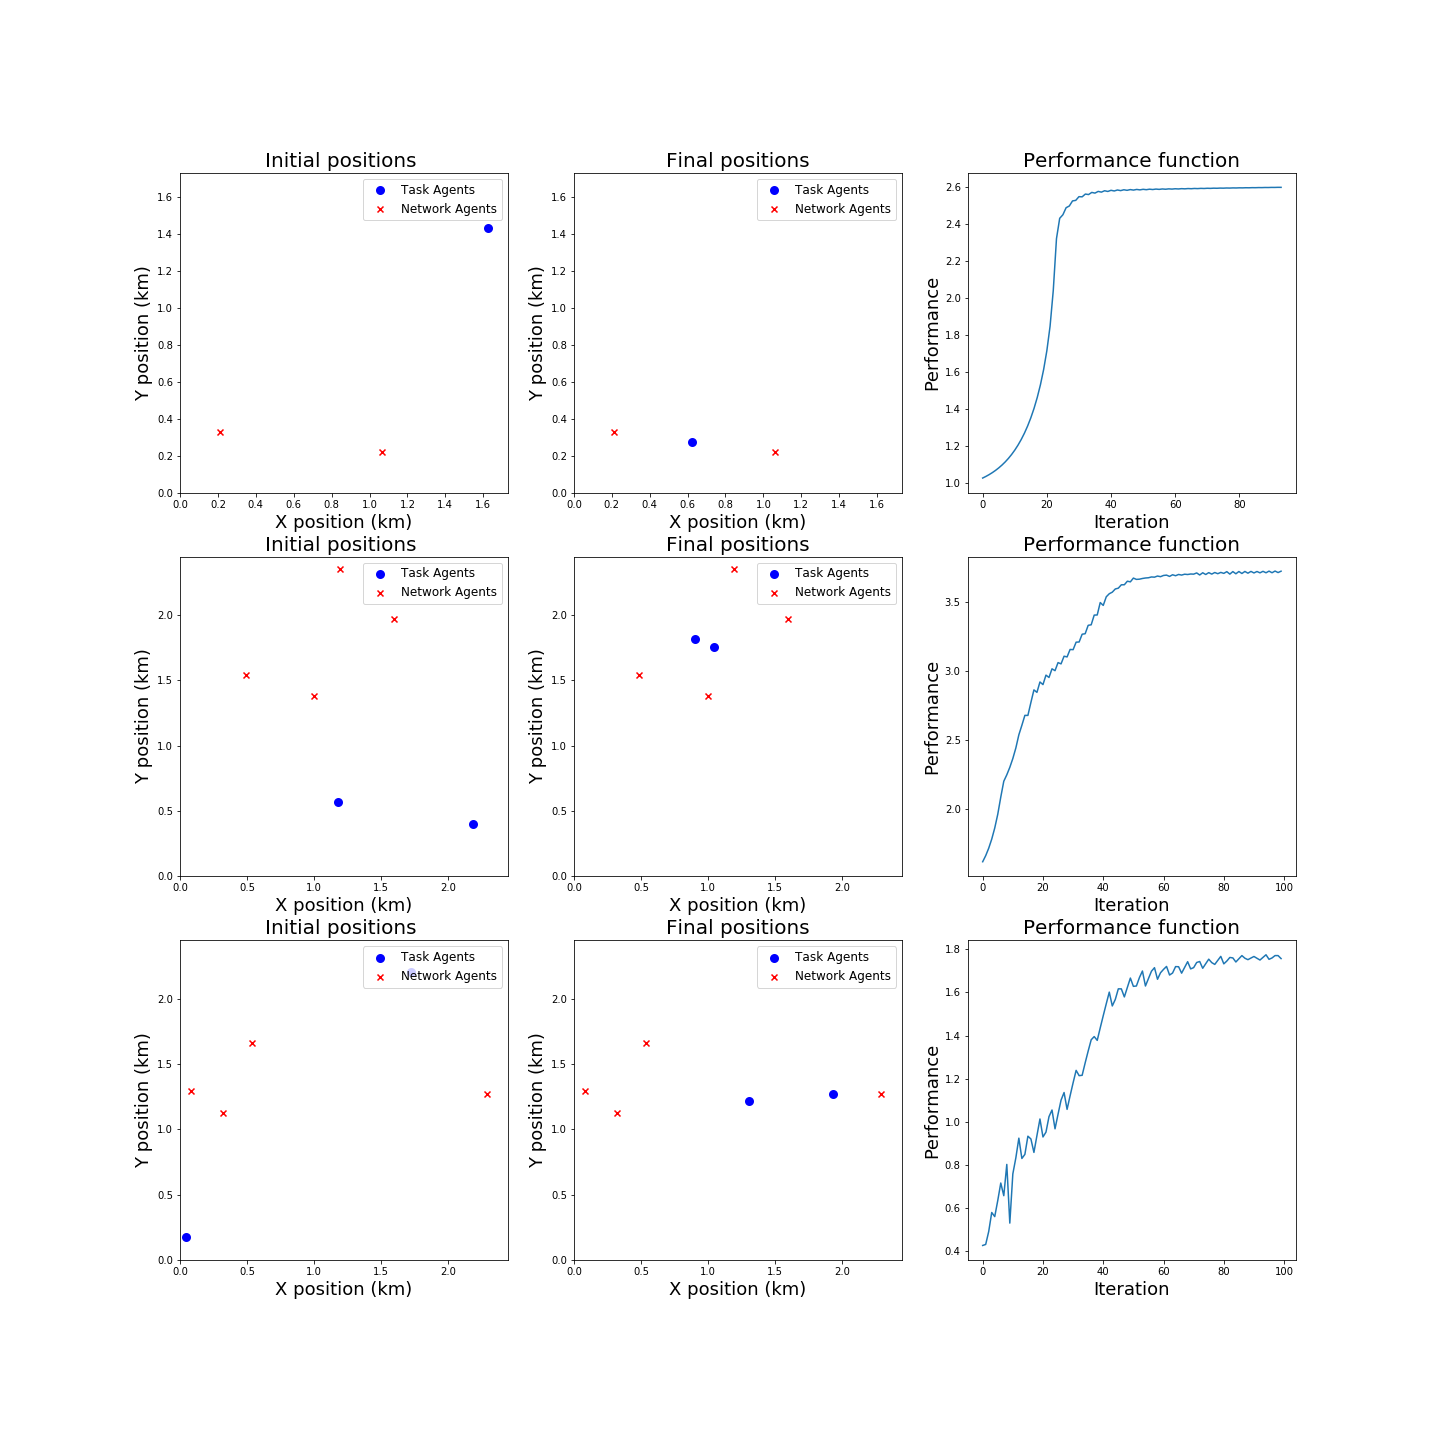 Initial positions
Task Agents
Network Agents
1.6
1.4
1.2
1.0
0.8
0.6
0.4
0.2
0.0
Y position (km)
0.0 0.2 0.4 0.6 0.8 1.0 1.2 1.4 1.6
X position (km)
Final positions
Task Agents
Network Agents
1.6
1.4
1.2
1.0
0.8
0.6
0.4
0.2
0.0
Y position (km)
0.0 0.2 0.4 0.6 0.8 1.0 1.2 1.4 1.6
X position (km)
Performance function
2.6
2.4
2.2
2.0
1.8
1.6
1.4
1.2
1.0
Performance
0 20 40 60 80
Iteration
Initial positions
Task Agents
Network Agents
2.0
1.5
1.0
0.5
0.0
Y position (km)
0.0 0.5 1.0 1.5 2.0
X position (km)
Final positions
Task Agents
Network Agents
2.0
1.5
1.0
0.5
0.0
Y position (km)
0.0 0.5 1.0 1.5 2.0
X position (km)
Performance function
3.5
3.0
2.5
2.0
Performance
0 20 40 60 80 100
Iteration
Initial positions
Task Agents
Network Agents
2.0
1.5
1.0
0.5
0.0
Y position (km)
0.0 0.5 1.0 1.5 2.0
X position (km)
Final positions
Task Agents
Network Agents
2.0
1.5
1.0
0.5
0.0
Y position (km)
0.0 0.5 1.0 1.5 2.0
X position (km)
Performance function
1.8
1.6
1.4
1.2
1.0
0.8
0.6
0.4
Performance
0 20 40 60 80 100
Iteration